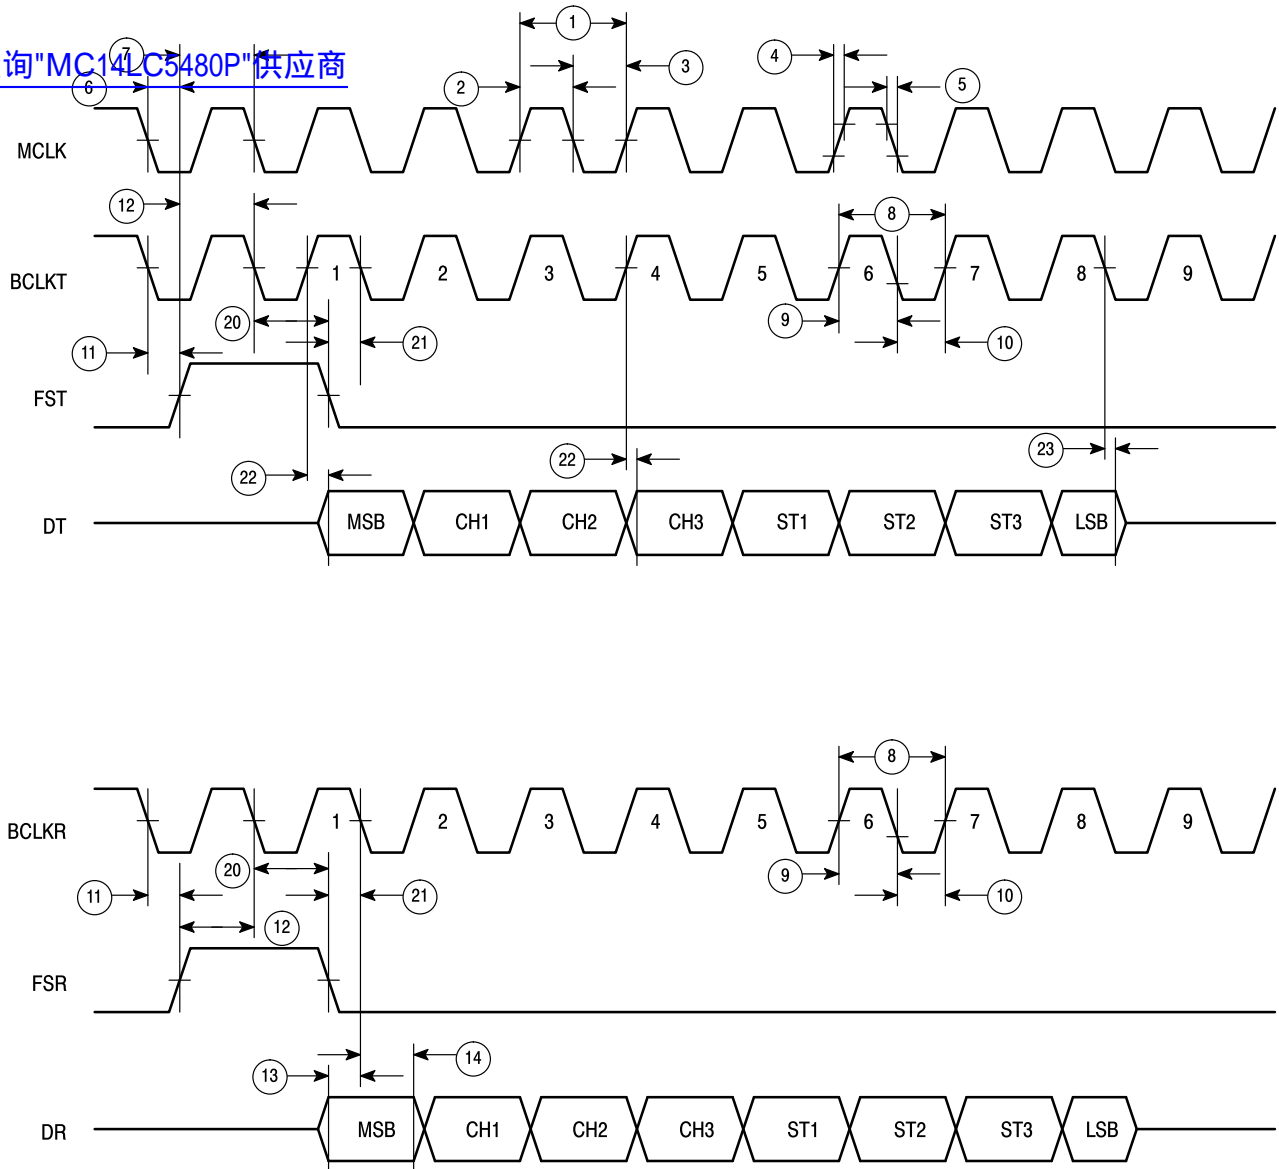 1
7
询"MC14LC5480P"供应商
4
3
2
5
6
MCLK
12
8
BCLKT
1 2 3 4 5 6 7 8 9
20
9
21
10
11
FST
22
22
23
DT
MSB CH1 CH2 CH3 ST1 ST2 ST3 LSB
8
BCLKR
1 2 3 4 5 6 7 8 9
20
9
11
21
10
12
FSR
14
13
DR
MSB CH1 CH2 CH3 ST1 ST2 ST3 LSB